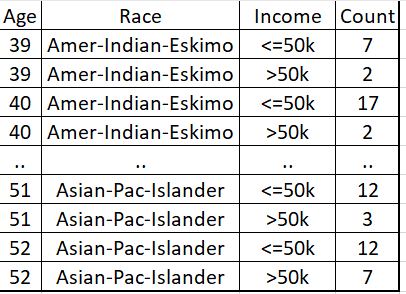 Age Race Income Count
39 Amer-Indian-Eskimo <=50k 7
39 Amer-Indian-Eskimo >50k 2
40 Amer-Indian-Eskimo <=50k 17
40 Amer-Indian-Eskimo >50k 2
.. .. .. ..
51 Asian-Pac-Islander <=50k 12
51 Asian-Pac-Islander >50k 3
52 Asian-Pac-Islander <=50k 12
52 Asian-Pac-Islander >50k 7